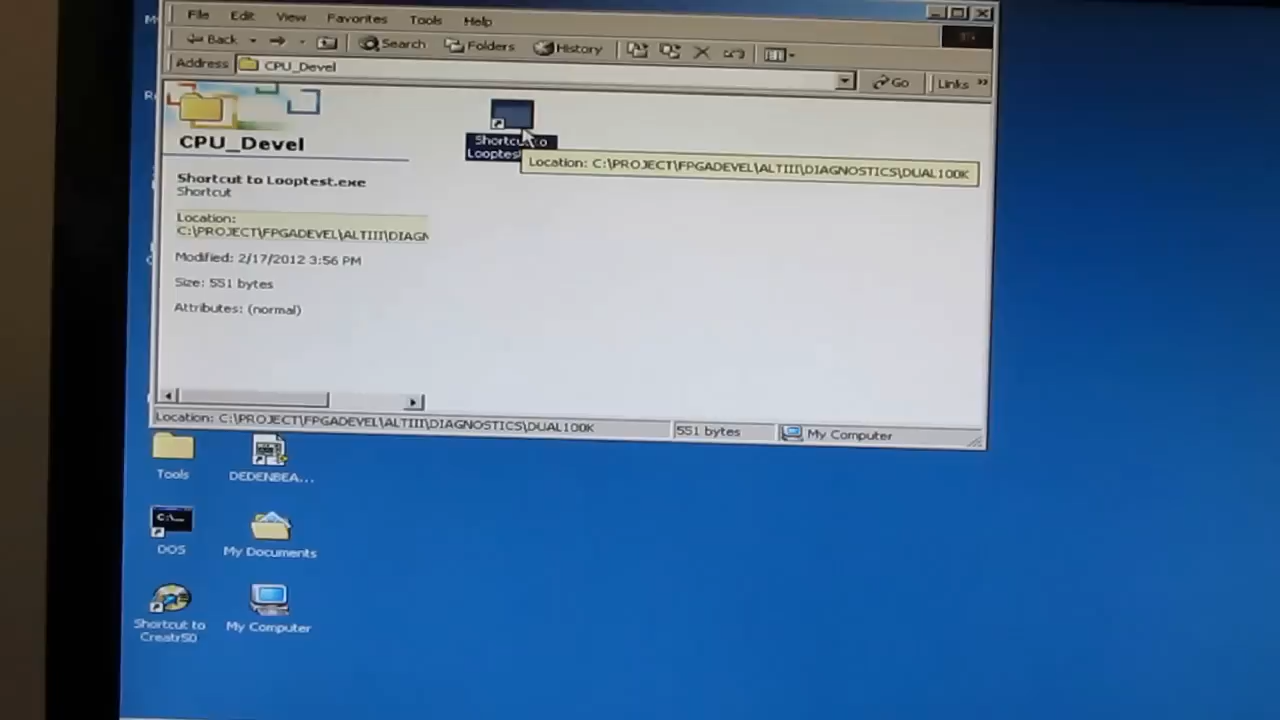 File Edit View Favorites Tools Help
Back Search Folders History
Address CPU_Devel Go Links »
CPU_Devel
Shortcut to Looptest.exe
Shortcut
Location:
C:\PROJECT\FPGADEVEL\ALTIII\DIAGN
Modified: 2/17/2012 3:56 PM
Size: 551 bytes
Attributes: (normal)
Location: C:\PROJECT\FPGADEVEL\ALTIII\DIAGNOSTICS\DUAL100K
Location: C:\PROJECT\FPGADEVEL\ALTIII\DIAGNOSTICS\DUAL100K 551 bytes My Computer
Tools DEDENBEA...
C:\...
DOS My Documents
Shortcut to
Creatr50
My Computer